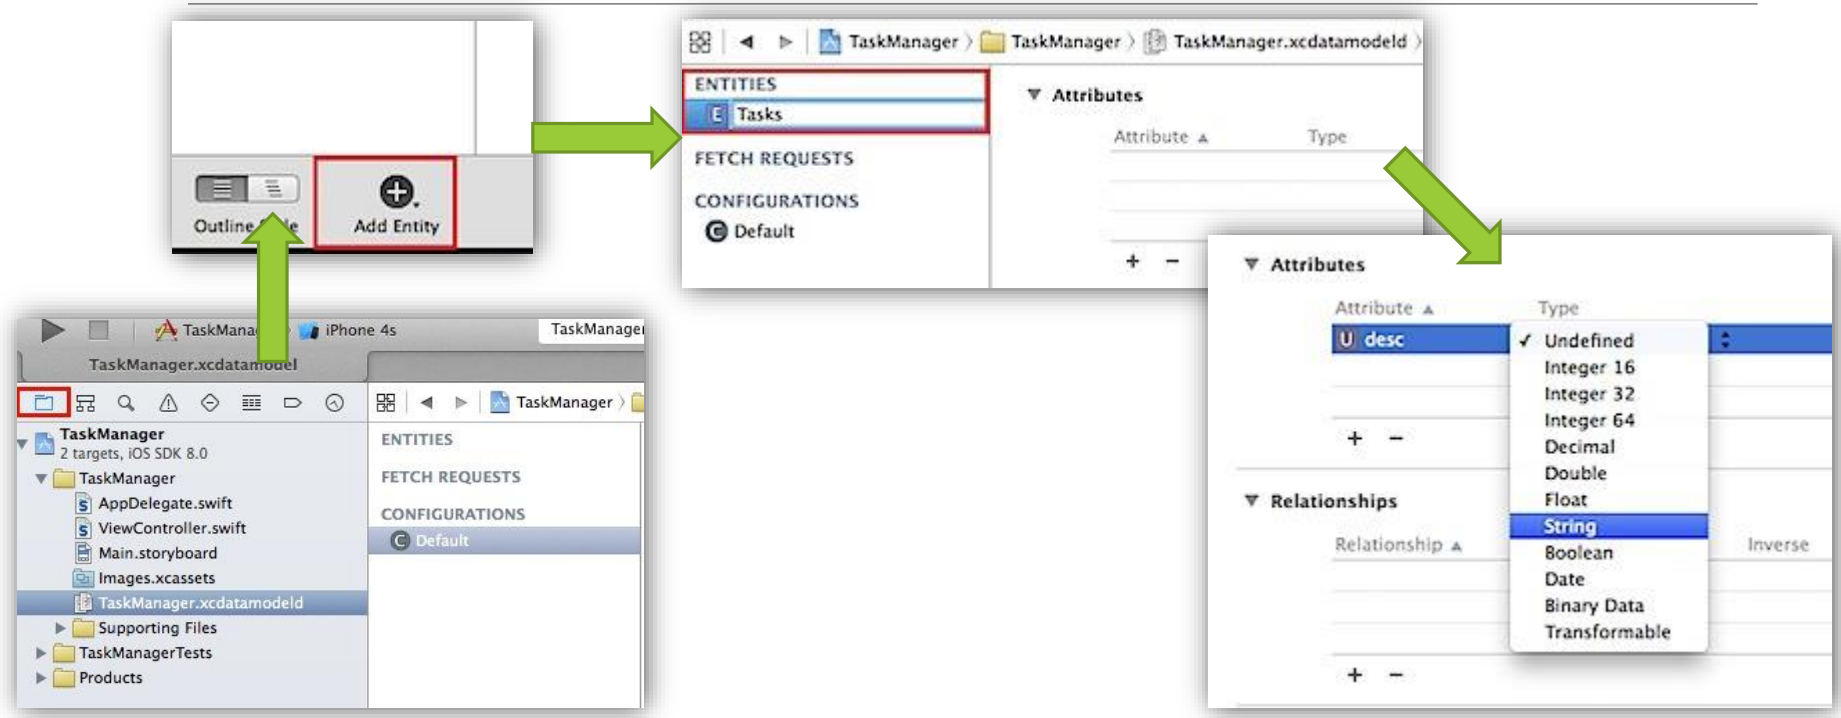 Outline
Add Entity
TaskManager
TaskManager
TaskManager.xcdatamodeld
ENTITIES
E Tasks
FETCH REQUESTS
CONFIGURATIONS
C Default
Attributes
Attribute
Type
+ −
TaskMana
iPhone 4s
TaskManager
TaskManager.xcdatamodel
TaskManager
TaskManager
2 targets, iOS SDK 8.0
TaskManager
AppDelegate.swift
ViewController.swift
Main.storyboard
Images.xcassets
TaskManager.xcdatamodeld
Supporting Files
TaskManagerTests
Products
ENTITIES
FETCH REQUESTS
CONFIGURATIONS
C Default
Attributes
Attribute
Type
U desc
✓ Undefined
Integer 16
Integer 32
Integer 64
Decimal
Double
Float
String
Boolean
Date
Binary Data
Transformable
+ −
Relationships
Relationship
Inverse
+ −